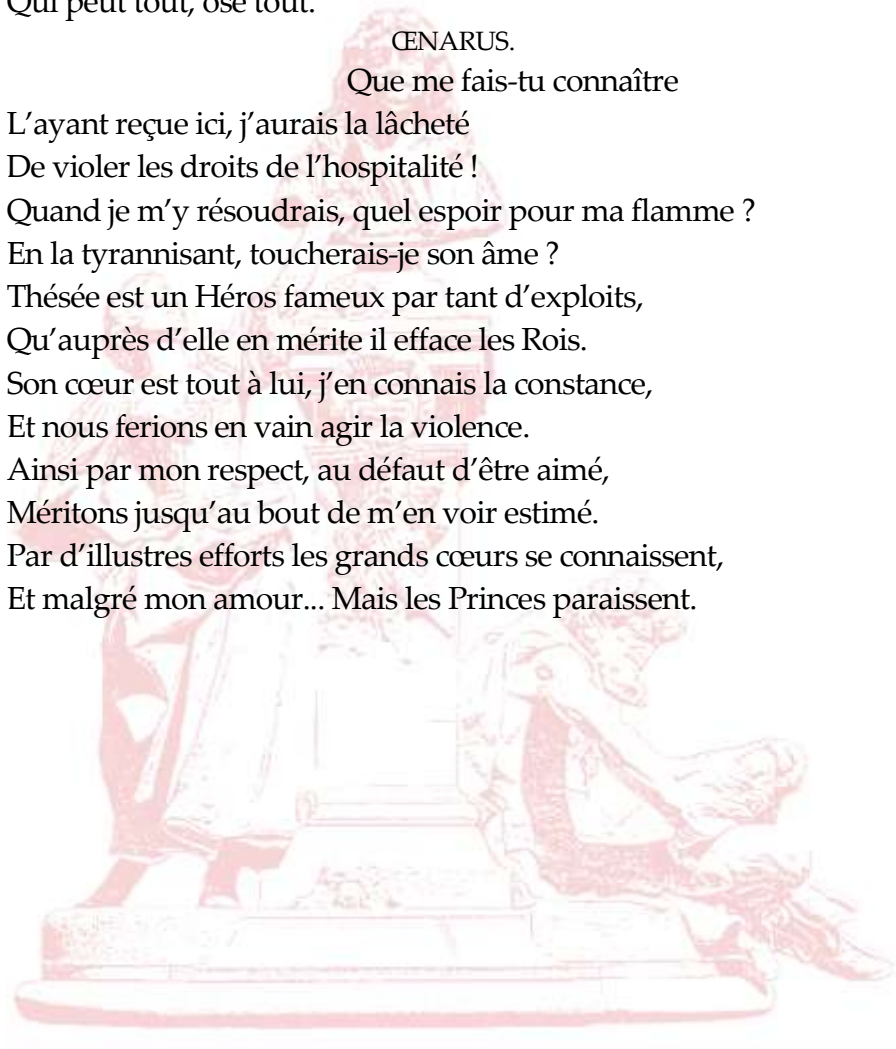 Qui peut tout, ose tout.
ŒNARUS.
Que me fais-tu connaître
L’ayant reçue ici, j’aurais la lâcheté
De violer les droits de l’hospitalité !
Quand je m’y résoudrais, quel espoir pour ma flamme ?
En la tyrannisant, toucherais-je son âme ?
Thésée est un Héros fameux par tant d’exploits,
Qu’auprès d’elle en mérite il efface les Rois.
Son cœur est tout à lui, j’en connais la constance,
Et nous ferions en vain agir la violence.
Ainsi par mon respect, au défaut d’être aimé,
Méritons jusqu’au bout de m’en voir estimé.
Par d’illustres efforts les grands cœurs se connaissent,
Et malgré mon amour... Mais les Princes paraissent.